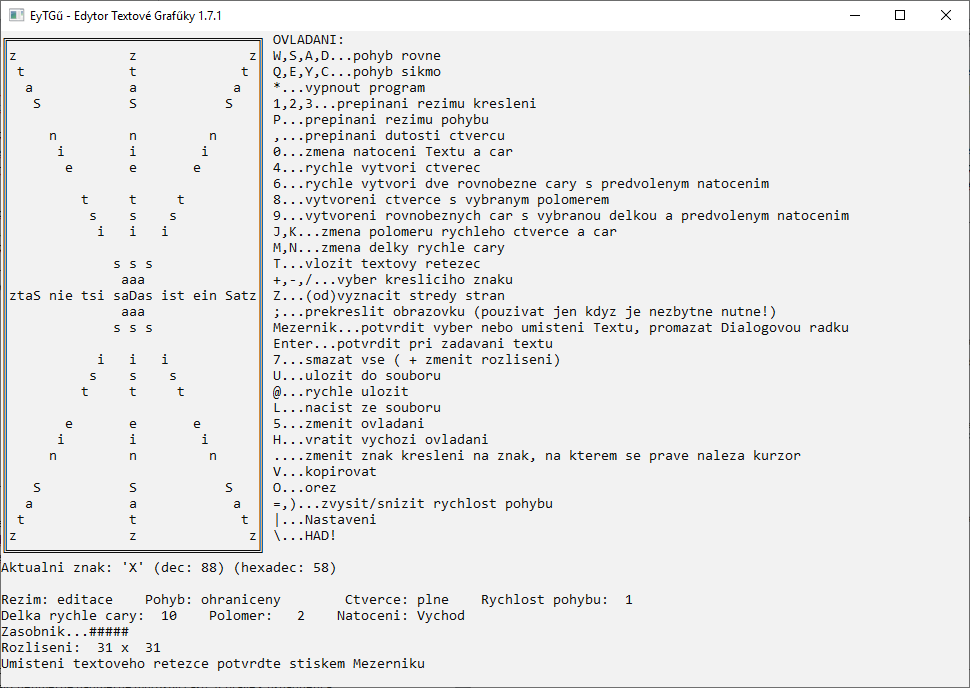 EyTGű - Edytor Textové Grafűky 1.7.1
OVLADANI:
z z z W,S,A,D...pohyb rovne
t t t Q,E,Y,C...pohyb sikmo
a a a *...vypnout program
S S S 1,2,3...prepinani rezimu kresleni
P...prepinani rezimu pohybu
n n n ,...prepinani dutosti ctvercu
i i i 0...zmena natoceni Textu a car
e e e 4...rychle vytvori ctverec
6...rychle vytvori dve rovnobezne cary s predvolenym natocenim
t t t 8...vytvoreni ctverce s vybranym polomerem
s s s 9...vytvoreni rovnobeznych car s vybranou delkou a predvolenym natocenim
i i i J,K...zmena polomeru rychleho ctverce a car
M,N...zmena delky rychle cary
s s s T...vlozit textovy retezec
aaa +,-,/...vyber kresliciho znaku
ztaS nie tsi saDas ist ein Satz Z...(od)vyznacit stredy stran
aaa ;...prekreslit obrazovku (pouzivat jen kdyz je nezbytne nutne!)
s s s Mezernik...potvrdit vyber nebo umisteni Textu, promazat Dialogovou radku
Enter...potvrdit pri zadavani textu
i i i 7...smazat vse ( + zmenit rozliseni)
s s s U...ulozit do souboru
t t t @...rychle ulozit
L...nacist ze souboru
e e e 5...zmenit ovladani
i i i H...vratit vychozi ovladani
n n n ....zmenit znak kresleni na znak, na kterem se prave naleza kurzor
V...kopirovat
S S S O...orez
a a a =,)...zvysit/snizit rychlost pohybu
t t t |...Nastaveni
z z z \...HAD!
Aktualni znak: 'X' (dec: 88) (hexadec: 58)
Rezim: editace Pohyb: ohraniceny Ctverce: plne Rychlost pohybu: 1
Delka rychle cary: 10 Polomer: 2 Natoceni: Vychod
Zasobnik...#####
Rozliseni: 31 x 31
Umisteni textoveho retezce potvrdte stiskem Mezerniku